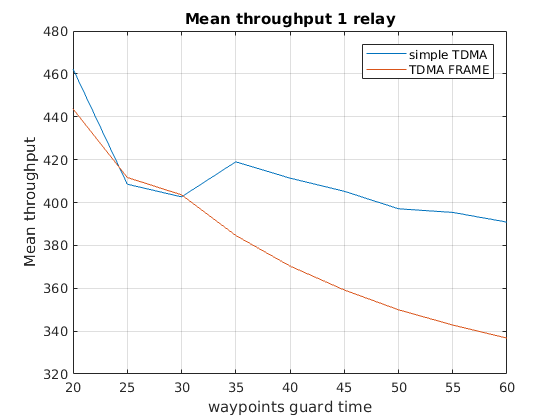 Mean throughput 1 relay
simple TDMA
TDMA FRAME
Mean throughput
480
460
440
420
400
380
360
340
320
20 25 30 35 40 45 50 55 60
waypoints guard time